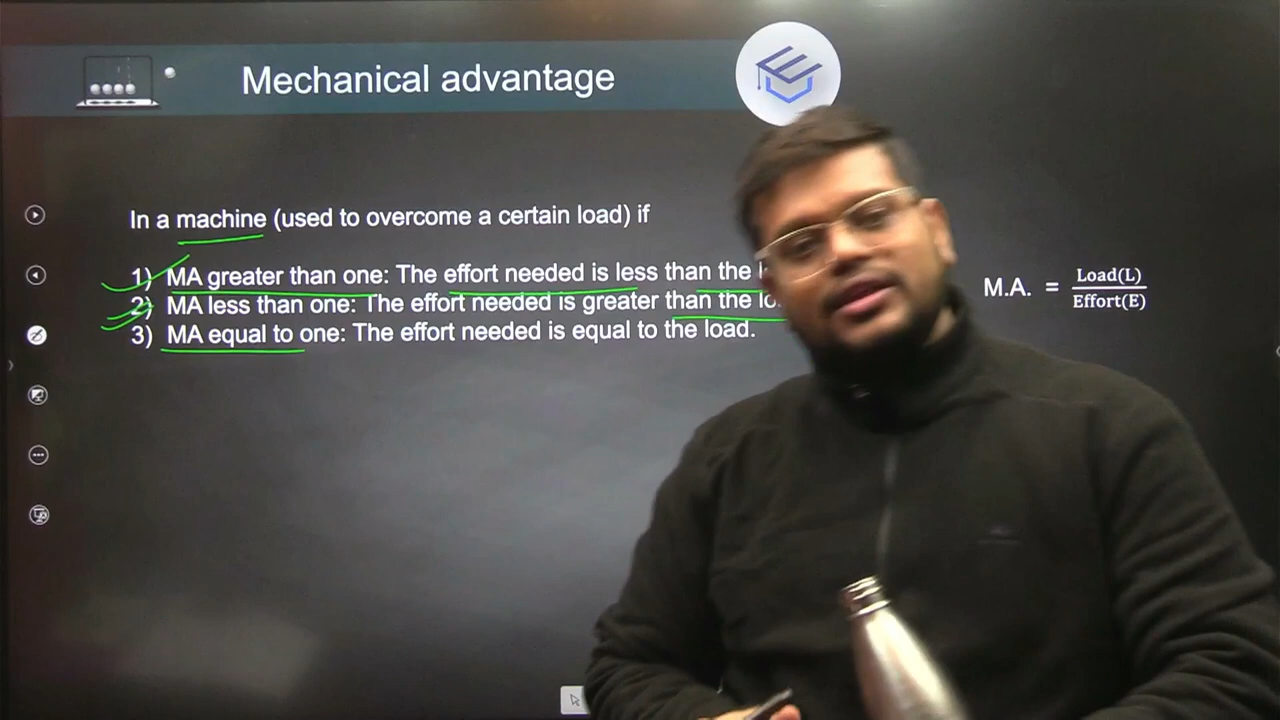 Mechanical advantage
In a machine (used to overcome a certain load) if
1) MA greater than one: The effort needed is less than the
2) MA less than one: The effort needed is greater than the
3) MA equal to one: The effort needed is equal to the load.
M.A. = Load(L)
Effort(E)